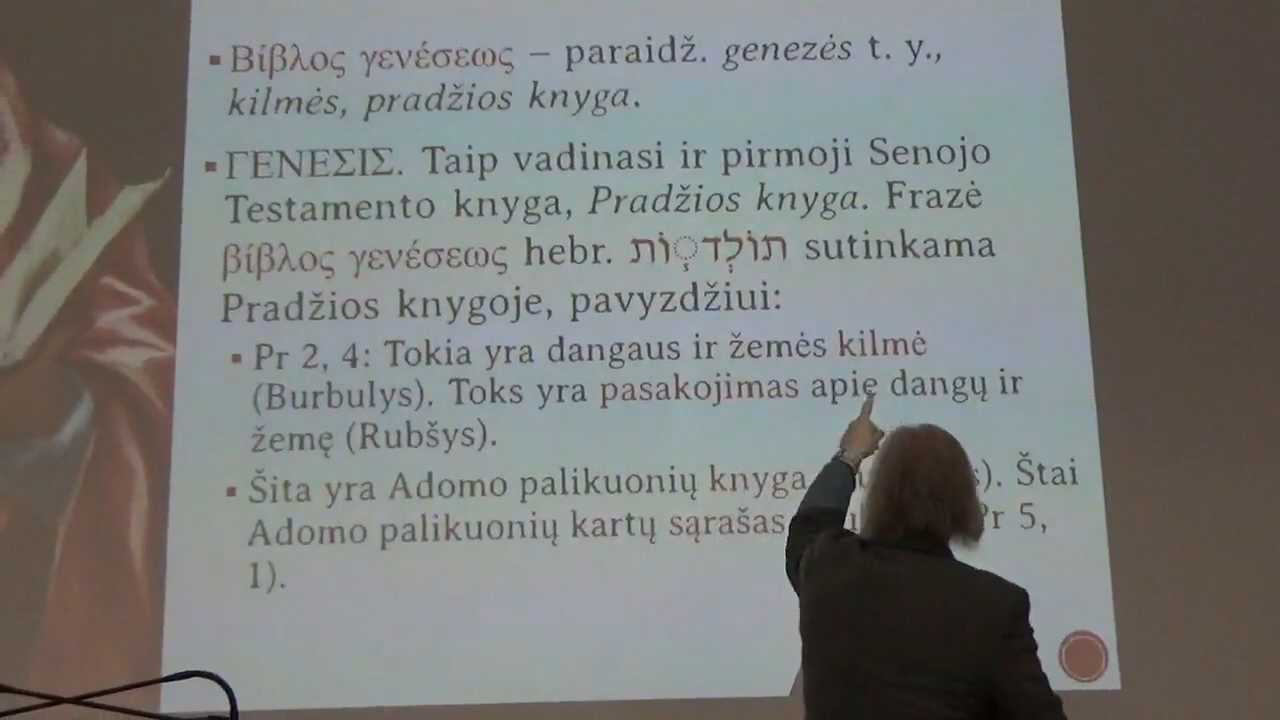 ▪ Βίβλος γενέσεως – paraidž. genezės t. y.,
kilmės, pradžios knyga.
▪ ΓΕΝΕΣΙΣ. Taip vadinasi ir pirmoji Senojo
Testamento knyga, Pradžios knyga. Frazė
βίβλος γενέσεως hebr. תוֹלְד֧וֹת sutinkama
Pradžios knygoje, pavyzdžiui:
▪ Pr 2, 4: Tokia yra dangaus ir žemės kilmė
(Burbulys). Toks yra pasakojimas apie dangų ir
žemę (Rubšys).
▪ Šita yra Adomo palikuonių knyga ). Štai
Adomo palikuonių kartų sąrašas Pr 5,
1).